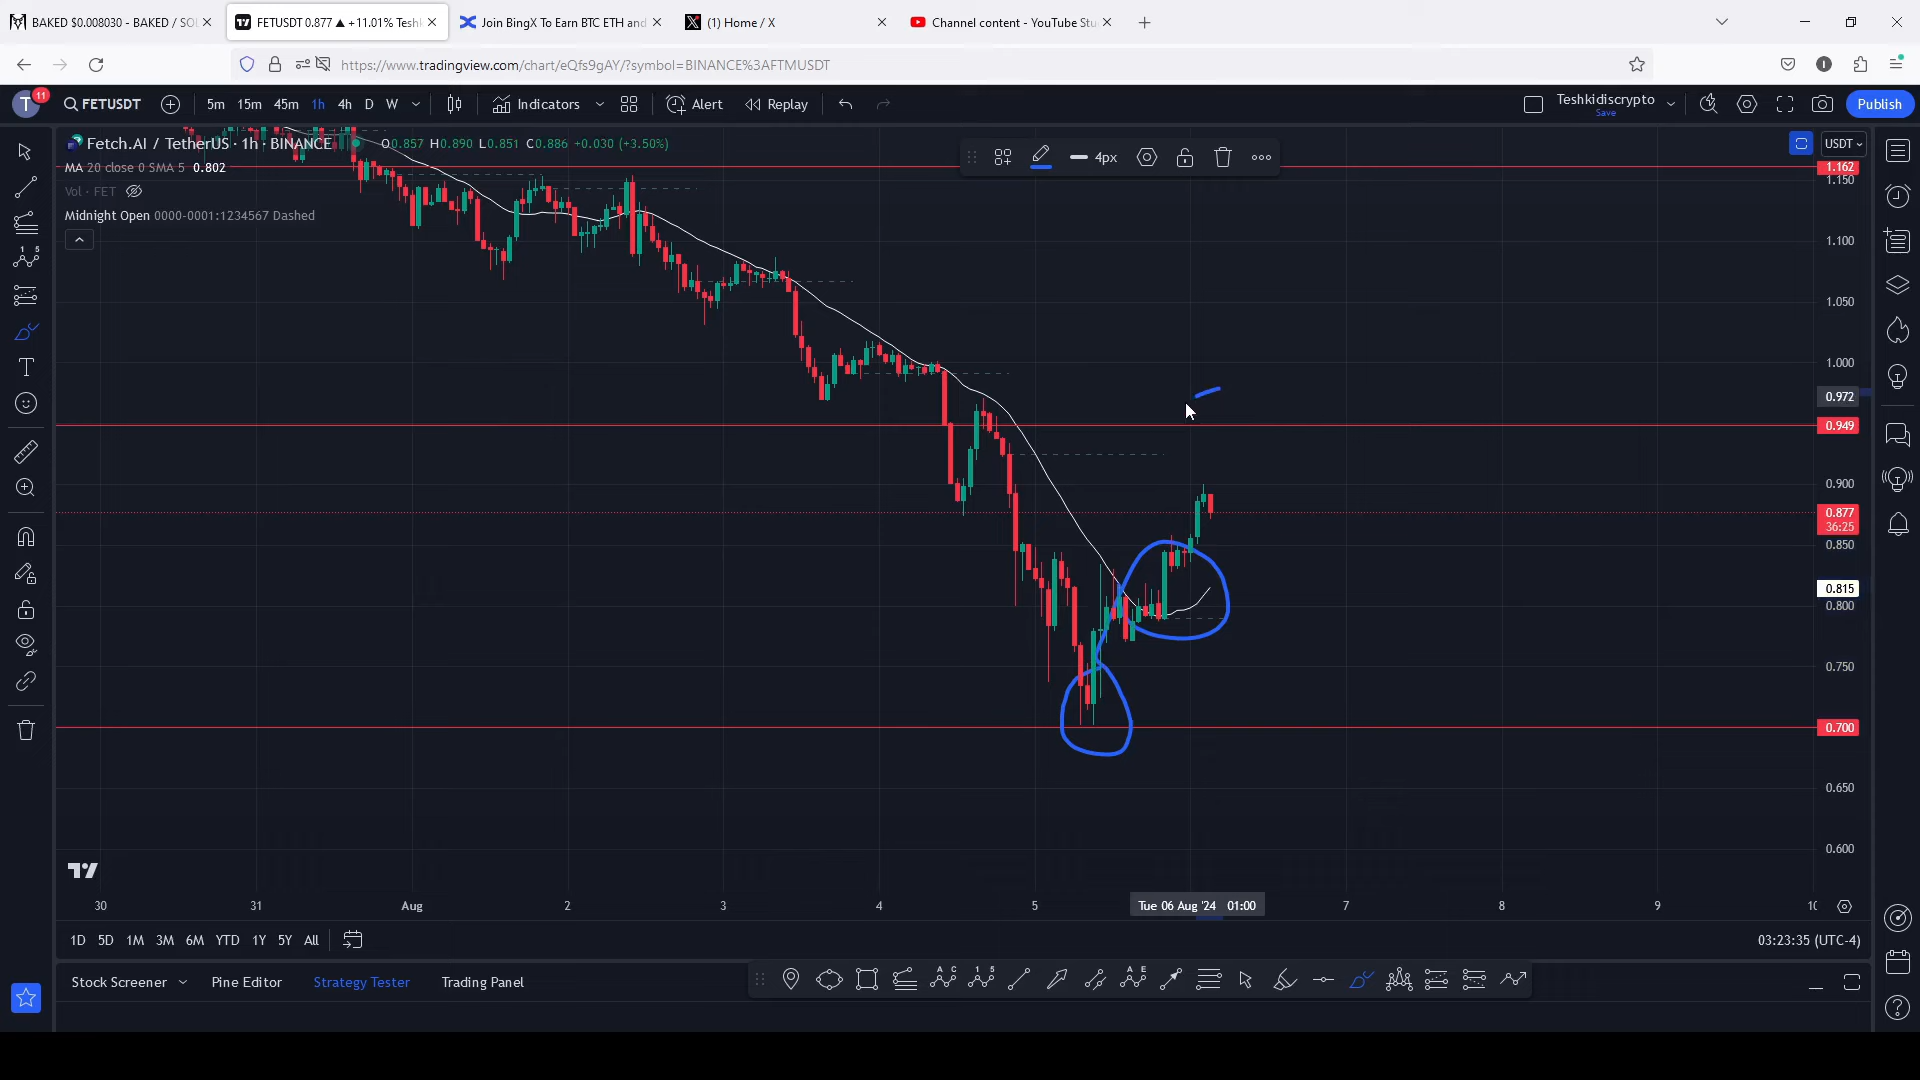 BAKED $0.008030 - BAKED / SOL
FETUSDT 0.877 ▲ +11.01% Teshk
Join BingX To Earn BTC ETH and
(1) Home / X
Channel content - YouTube Stu
https://www.tradingview.com/chart/eQfs9gAY/?symbol=BINANCE%3AFTMUSDT
T
11
FETUSDT
5m 15m 45m 1h 4h D W
Indicators
Alert
Replay
Teshkidiscrypto
Save
Publish
Fetch.AI / TetherUS · 1h · BINANCE
O0.857 H0.890 L0.851 C0.886 +0.030 (+3.50%)
USDT
MA 20 close 0 SMA 5 0.802
Vol · FET
Midnight Open 0000-0001:1234567 Dashed
4px
1.162
1.150
1.100
1.050
1.000
0.972
0.949
0.900
0.877
36:25
0.850
0.815
0.800
0.750
0.700
0.650
0.600
30 31 Aug 2 3 4 5 Tue 06 Aug '24 01:00 7 8 9
1D 5D 1M 3M 6M YTD 1Y 5Y All
03:23:35 (UTC-4)
Stock Screener
Pine Editor
Strategy Tester
Trading Panel